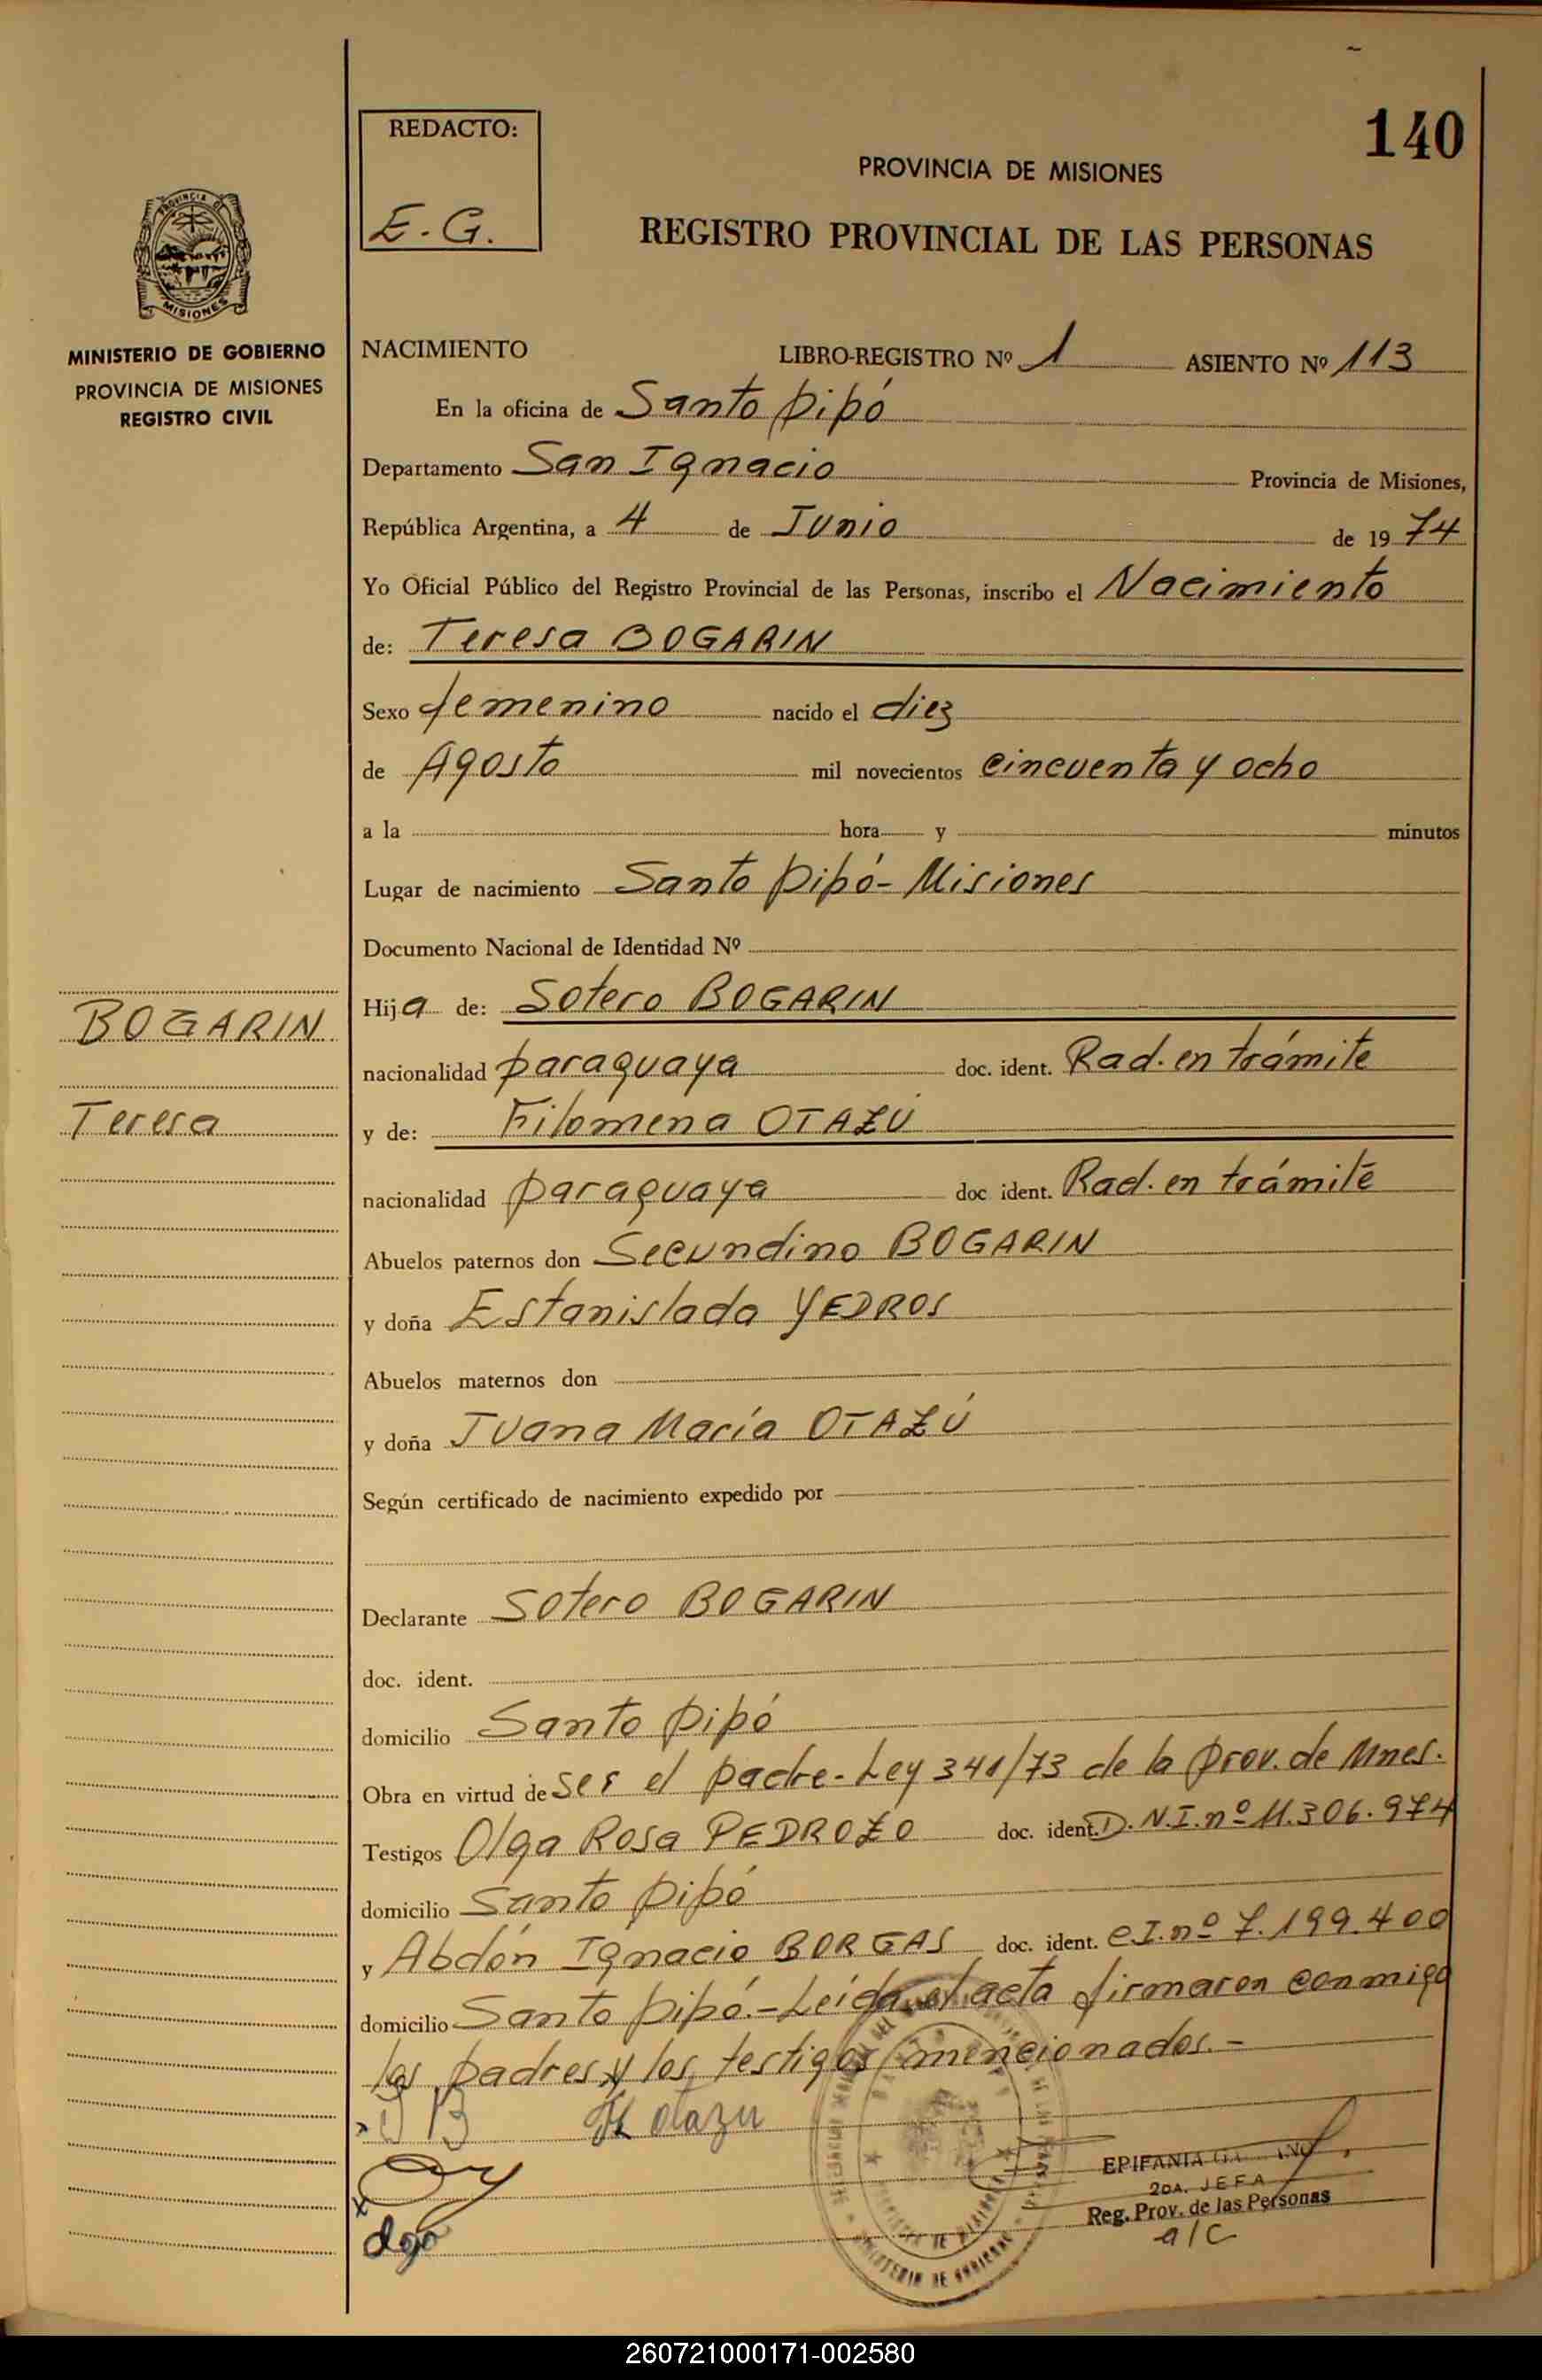 140
REDACTO:
E. G.
PROVINCIA DE MISIONES
REGISTRO PROVINCIAL DE LAS PERSONAS
PROVINCIA DE
MISIONES
MINISTERIO DE GOBIERNO
PROVINCIA DE MISIONES
REGISTRO CIVIL
NACIMIENTO LIBRO-REGISTRO Nº 1 ASIENTO Nº 113
En la oficina de Santo Pipó
Departamento San Ignacio Provincia de Misiones,
República Argentina, a 4 de Junio de 1974
Yo Oficial Público del Registro Provincial de las Personas, inscribo el Nacimiento
de: Teresa BOGARIN
Sexo femenino nacido el diez
de Agosto mil novecientos cincuenta y ocho
a la hora y minutos
Lugar de nacimiento Santo Pipó - Misiones
Documento Nacional de Identidad Nº
BOGARIN
Teresa
Hija de: Sotero BOGARIN
nacionalidad paraguaya doc. ident. Rad. en trámite
y de: Filomena OTAZÚ
nacionalidad paraguaya doc ident. Rad. en trámite
Abuelos paternos don Secundino BOGARIN
y doña Estanislada YEDROS
Abuelos maternos don
y doña Juana María OTAZÚ
Según certificado de nacimiento expedido por
Declarante Sotero BOGARIN
doc. ident.
domicilio Santo Pipó
Obra en virtud de ser el padre - Ley 341/73 de la Prov. de Mnes.
Testigos Olga Rosa PEDROZO doc. ident. D.N.I. nº 11.306.974
domicilio Santo Pipó
y Abdón Ignacio BORGAS doc. ident. C.I. nº 7.199.400
domicilio Santo Pipó. - Leída el acta firmaron conmigo
los padres y los testigos mencionados. -
otazu
EPIFANIA
2DA. JEFA
Reg. Prov. de las Personas
a/c
260721000171-002580